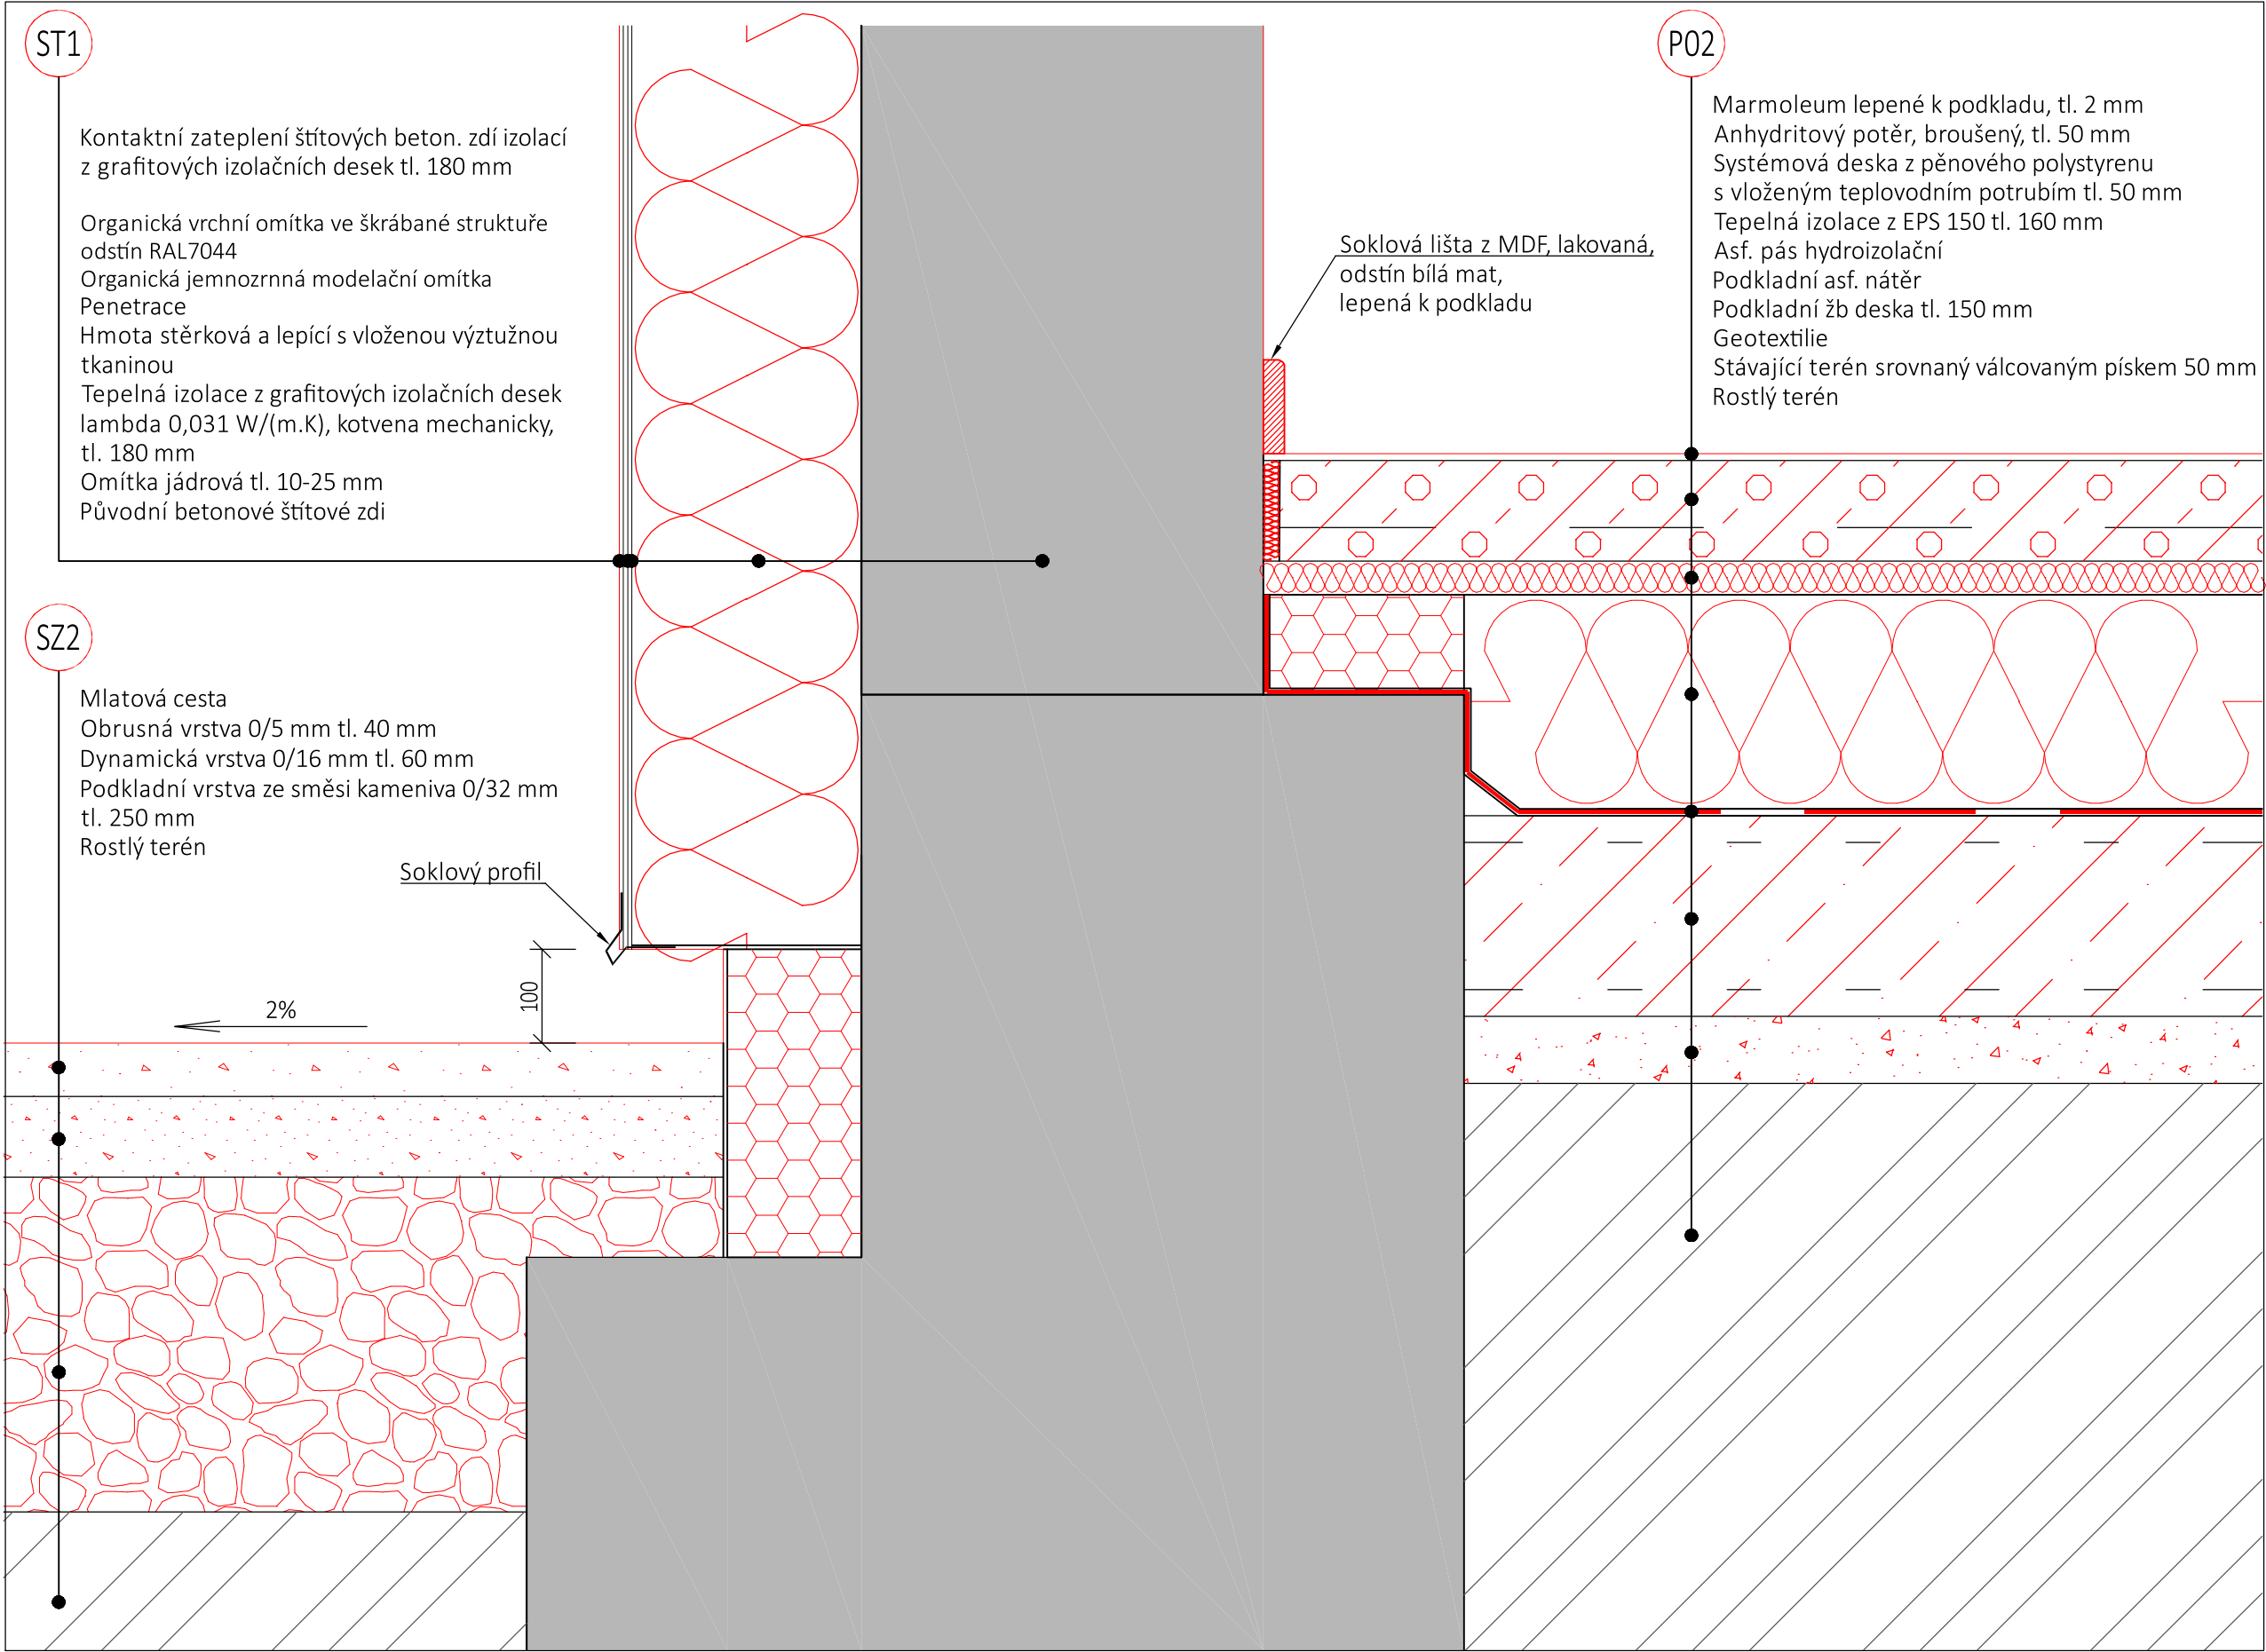 ST1
Kontaktní zateplení štítových beton. zdí izolací
z grafitových izolačních desek tl. 180 mm
Organická vrchní omítka ve škrábané struktuře
odstín RAL7044
Organická jemnozrnná modelační omítka
Penetrace
Hmota stěrková a lepící s vloženou výztužnou
tkaninou
Tepelná izolace z grafitových izolačních desek
lambda 0,031 W/(m.K), kotvena mechanicky,
tl. 180 mm
Omítka jádrová tl. 10-25 mm
Původní betonové štítové zdi
SZ2
Mlatová cesta
Obrusná vrstva 0/5 mm tl. 40 mm
Dynamická vrstva 0/16 mm tl. 60 mm
Podkladní vrstva ze směsi kameniva 0/32 mm
tl. 250 mm
Rostlý terén
Soklový profil
100
2%
Soklová lišta z MDF, lakovaná,
odstín bílá mat,
lepená k podkladu
P02
Marmoleum lepené k podkladu, tl. 2 mm
Anhydritový potěr, broušený, tl. 50 mm
Systémová deska z pěnového polystyrenu
s vloženým teplovodním potrubím tl. 50 mm
Tepelná izolace z EPS 150 tl. 160 mm
Asf. pás hydroizolační
Podkladní asf. nátěr
Podkladní žb deska tl. 150 mm
Geotextilie
Stávající terén srovnaný válcovaným pískem 50 mm
Rostlý terén